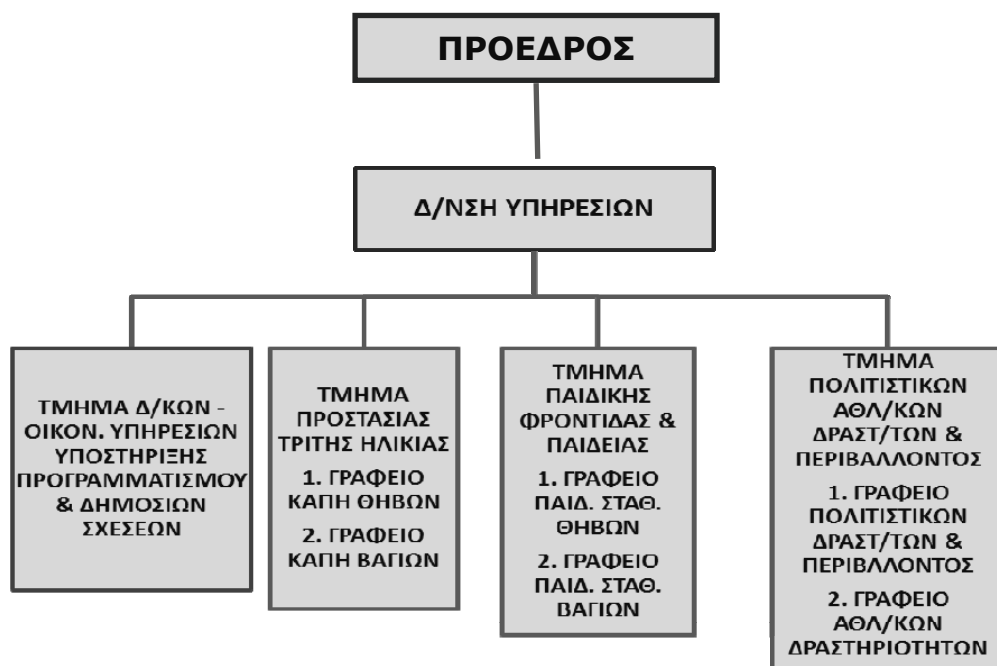 ΠΡΟΕΔΡΟΣ
Δ/ΝΣΗ ΥΠΗΡΕΣΙΩΝ
ΤΜΗΜΑ Δ/ΚΩΝ -
ΟΙΚΟΝ. ΥΠΗΡΕΣΙΩΝ
ΥΠΟΣΤΗΡΙΞΗΣ
ΠΡΟΓΡΑΜΜΑΤΙΣΜΟΥ
& ΔΗΜΟΣΙΩΝ
ΣΧΕΣΕΩΝ
ΤΜΗΜΑ
ΠΡΟΣΤΑΣΙΑΣ
ΤΡΙΤΗΣ ΗΛΙΚΙΑΣ
1. ΓΡΑΦΕΙΟ
ΚΑΠΗ ΘΗΒΩΝ
2. ΓΡΑΦΕΙΟ
ΚΑΠΗ ΒΑΓΙΩΝ
ΤΜΗΜΑ
ΠΑΙΔΙΚΗΣ
ΦΡΟΝΤΙΔΑΣ &
ΠΑΙΔΕΙΑΣ
1. ΓΡΑΦΕΙΟ
ΠΑΙΔ. ΣΤΑΘ.
ΘΗΒΩΝ
2. ΓΡΑΦΕΙΟ
ΠΑΙΔ. ΣΤΑΘ.
ΒΑΓΙΩΝ
ΤΜΗΜΑ
ΠΟΛΙΤΙΣΤΙΚΩΝ
ΑΘΛ/ΚΩΝ
ΔΡΑΣΤ/ΤΩΝ &
ΠΕΡΙΒΑΛΛΟΝΤΟΣ
1. ΓΡΑΦΕΙΟ
ΠΟΛΙΤΙΣΤΙΚΩΝ
ΔΡΑΣΤ/ΤΩΝ &
ΠΕΡΙΒΑΛΛΟΝΤΟΣ
2. ΓΡΑΦΕΙΟ
ΑΘΛ/ΚΩΝ
ΔΡΑΣΤΗΡΙΟΤΗΤΩΝ